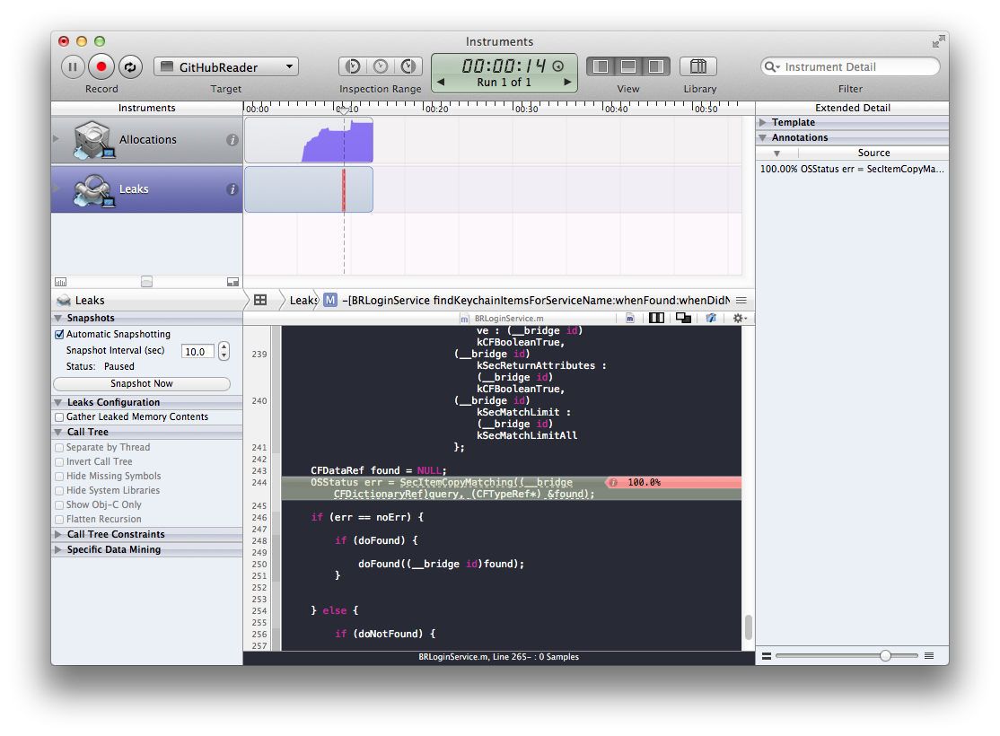 Instruments
GitHubReader
00:00:14
Run 1 of 1
Instrument Detail
Record
Target
Inspection Range
View
Library
Filter
Instruments
00:00
00:10
00:20
00:30
00:40
00:50
Extended Detail
Allocations
Leaks
Template
Annotations
Source
100.00% OSStatus err = SecItemCopyMa...
Leaks
Leaks
M -[BRLoginService findKeychainItemsForServiceName:whenFound:whenDidN
BRLoginService.m
Snapshots
Automatic Snapshotting
Snapshot Interval (sec) 10.0
Status: Paused
Snapshot Now
Leaks Configuration
Gather Leaked Memory Contents
Call Tree
Separate by Thread
Invert Call Tree
Hide Missing Symbols
Hide System Libraries
Show Obj-C Only
Flatten Recursion
Call Tree Constraints
Specific Data Mining
ve : (__bridge id)
kCFBooleanTrue,
239 (__bridge id)
kSecReturnAttributes :
(__bridge id)
kCFBooleanTrue,
240 (__bridge id)
kSecMatchLimit :
(__bridge id)
kSecMatchLimitAll
241 };
242
243 CFDataRef found = NULL;
244 OSStatus err = SecItemCopyMatching((__bridge 100.0%
CFDictionaryRef)query, (CFTypeRef*) &found);
245
246 if (err == noErr) {
247
248 if (doFound) {
249
250 doFound((__bridge id)found);
251 }
252
253
254 } else {
255
256 if (doNotFound) {
257
BRLoginService.m, Line 265- : 0 Samples